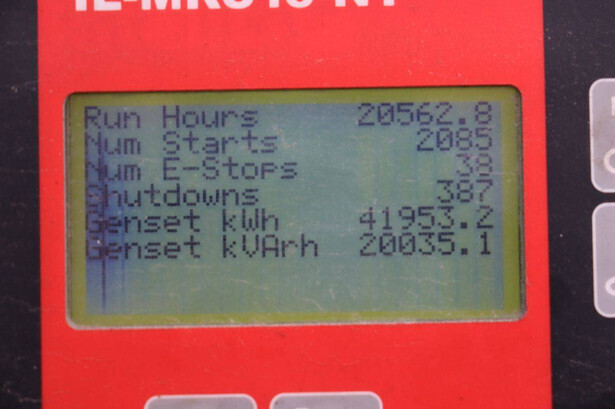 Run Hours 20562.8
Num Starts 2085
Num E-Stops 38
Shutdowns 387
Genset kWh 41953.2
Genset kVArh 20035.1